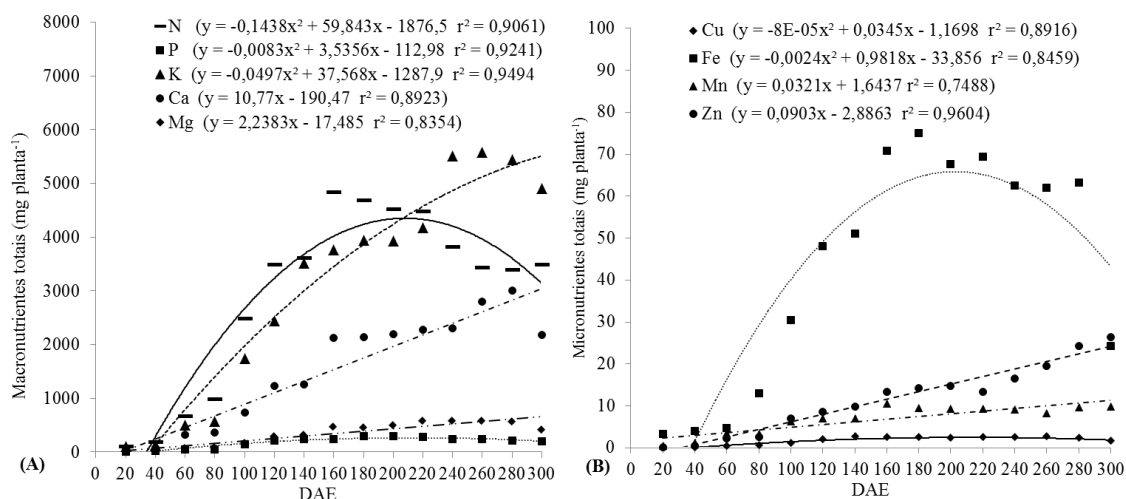 N (y = -0,1438x² + 59,843x - 1876,5 r² = 0,9061)
P (y = -0,0083x² + 3,5356x - 112,98 r² = 0,9241)
K (y = -0,0497x² + 37,568x - 1287,9 r² = 0,9494
Ca (y = 10,77x - 190,47 r² = 0,8923)
Mg (y = 2,2383x - 17,485 r² = 0,8354)
Macronutrientes totais (mg planta⁻¹)
8000
7000
6000
5000
4000
3000
2000
1000
0
0 20 40 60 80 100 120 140 160 180 200 220 240 260 280 300
(A)
DAE
Cu (y = -8E-05x² + 0,0345x - 1,1698 r² = 0,8916)
Fe (y = -0,0024x² + 0,9818x - 33,856 r² = 0,8459)
Mn (y = 0,0321x + 1,6437 r² = 0,7488)
Zn (y = 0,0903x - 2,8863 r² = 0,9604)
Micronutrientes totais (mg planta⁻¹)
100
90
80
70
60
50
40
30
20
10
0
0 20 40 60 80 100 120 140 160 180 200 220 240 260 280 300
(B)
DAE